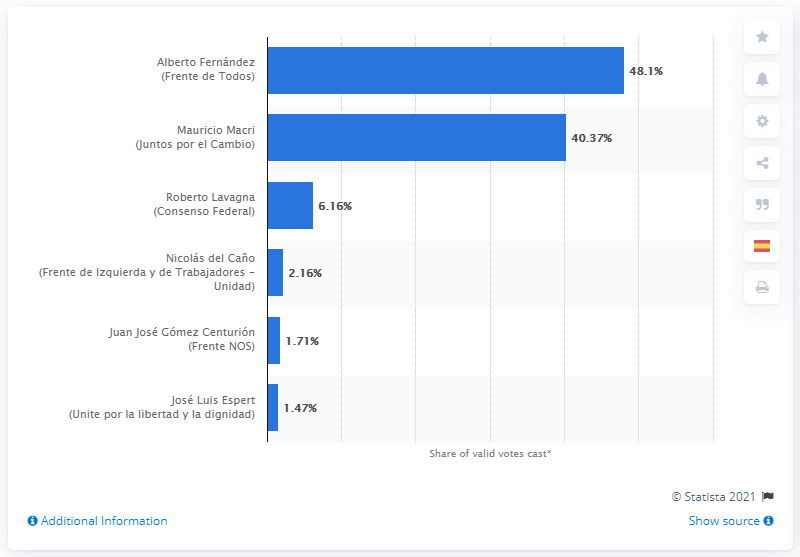 Alberto Fernández
(Frente de Todos)
48.1%
Mauricio Macri
(Juntos por el Cambio)
40.37%
Roberto Lavagna
(Consenso Federal)
6.16%
Nicolás del Caño
(Frente de Izquierda y de Trabajadores -
Unidad)
2.16%
Juan José Gómez Centurión
(Frente NOS)
1.71%
José Luis Espert
(Unite por la libertad y la dignidad)
1.47%
Share of valid votes cast*
© Statista 2021
Additional Information
Show source